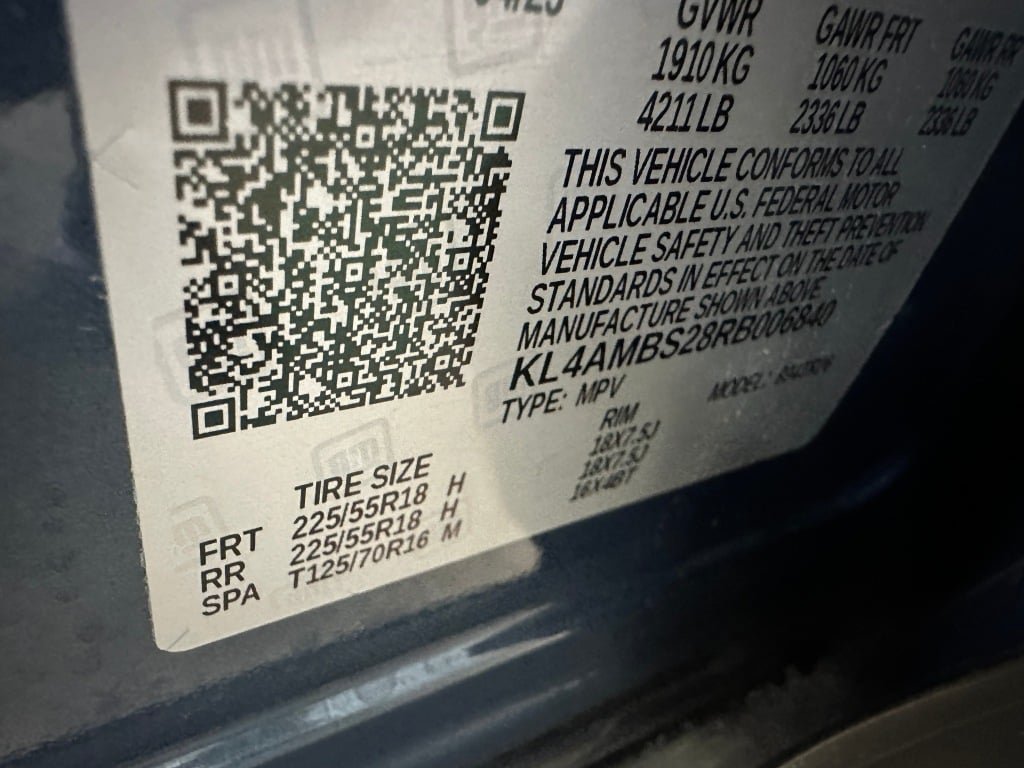 GVWR GAWR FRT GAWR RR
1910 KG 1060 KG 1060 KG
4211 LB 2336 LB 2336 LB
THIS VEHICLE CONFORMS TO ALL
APPLICABLE U.S. FEDERAL MOTOR
VEHICLE SAFETY AND THEFT PREVENTION
STANDARDS IN EFFECT ON THE DATE OF
MANUFACTURE SHOWN ABOVE
KL4AMBS28RB006840
TYPE: MPV MODEL:
TIRE SIZE RIM
FRT 225/55R18 H 18X7.5J
RR 225/55R18 H 18X7.5J
SPA T125/70R16 M 16X4BT